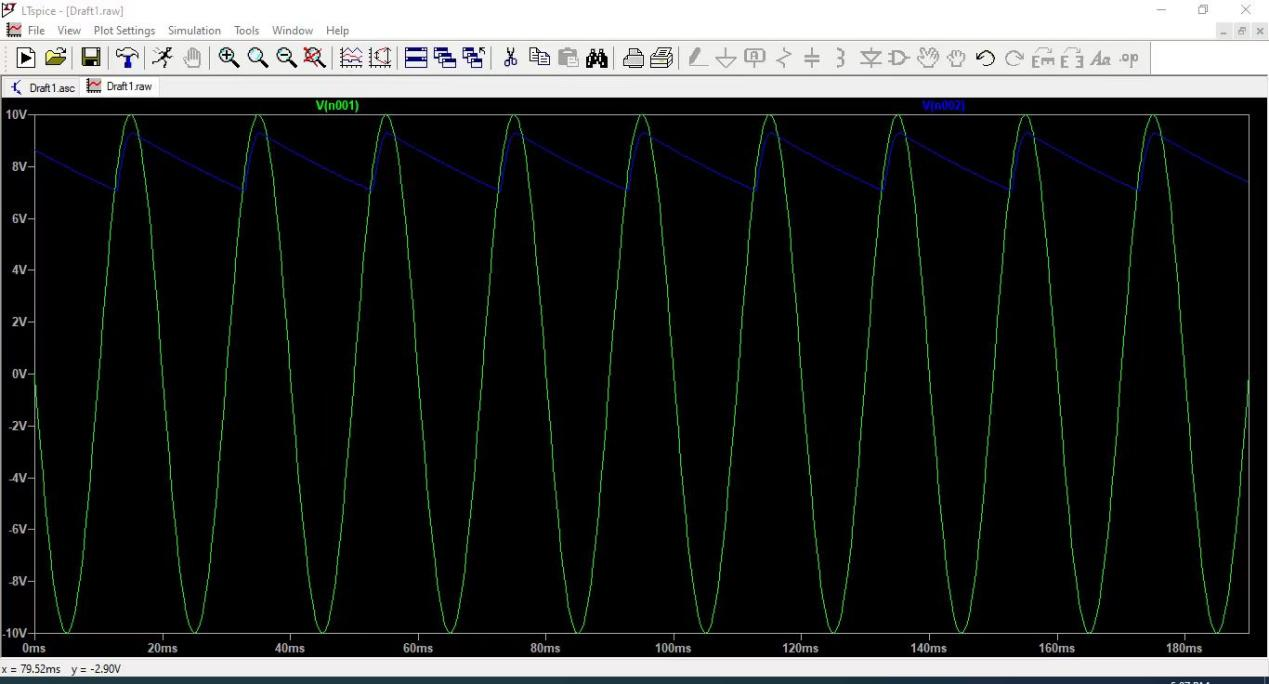 LTspice - [Draft1.raw]
File View Plot Settings Simulation Tools Window Help
Draft1.asc Draft1.raw
V(n001) V(n002)
10V
8V
6V
4V
2V
0V
-2V
-4V
-6V
-8V
-10V
0ms 20ms 40ms 60ms 80ms 100ms 120ms 140ms 160ms 180ms
x = 79.52ms y = -2.90V